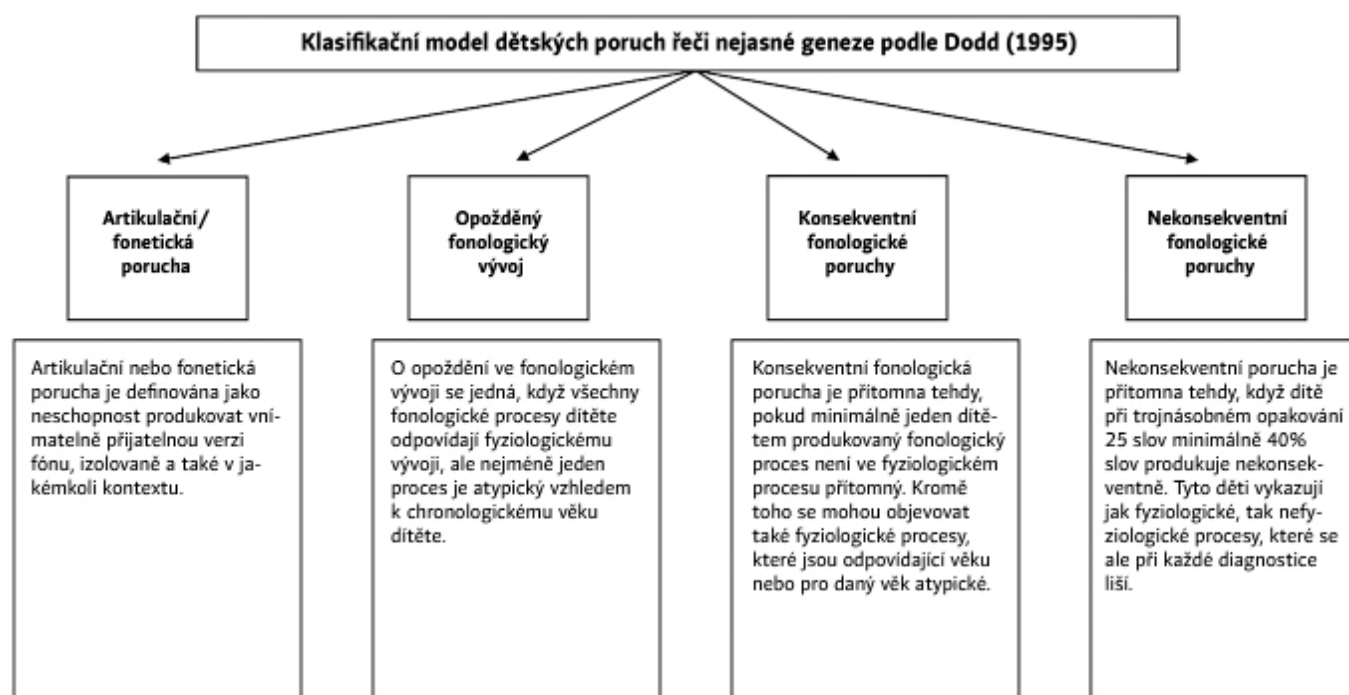 Klasifikační model dětských poruch řeči nejasné geneze podle Dodd (1995)
Artikulační/
fonetická
porucha
Opožděný
fonologický
vývoj
Konsekventní
fonologické
poruchy
Nekonsekventní
fonologické
poruchy
Artikulační nebo fonetická
porucha je definována jako
neschopnost produkovat vní-
matelně přijatelnou verzi
fónu, izolovaně a také v ja-
kémkoli kontextu.
O opoždění ve fonologickém
vývoji se jedná, když všechny
fonologické procesy dítěte
odpovídají fyziologickému
vývoji, ale nejméně jeden
proces je atypický vzhledem
k chronologickému věku
dítěte.
Konsekventní fonologická
porucha je přítomna tehdy,
pokud minimálně jeden dítě-
tem produkovaný fonologický
proces není ve fyziologickém
procesu přítomný. Kromě
toho se mohou objevovat
také fyziologické procesy,
které jsou odpovídající věku
nebo pro daný věk atypické.
Nekonsekventní porucha je
přítomna tehdy, když dítě
při trojnásobném opakování
25 slov minimálně 40%
slov produkuje nekonsek-
ventně. Tyto děti vykazují
jak fyziologické, tak nefy-
ziologické procesy, které se
ale při každé diagnostice
liší.